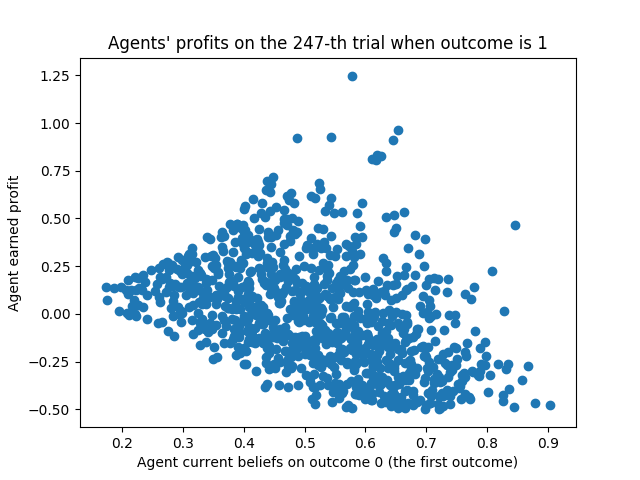 Agents' profits on the 247-th trial when outcome is 1
1.25
1.00
0.75
0.50
0.25
0.00
−0.25
−0.50
Agent earned profit
0.2 0.3 0.4 0.5 0.6 0.7 0.8 0.9
Agent current beliefs on outcome 0 (the first outcome)